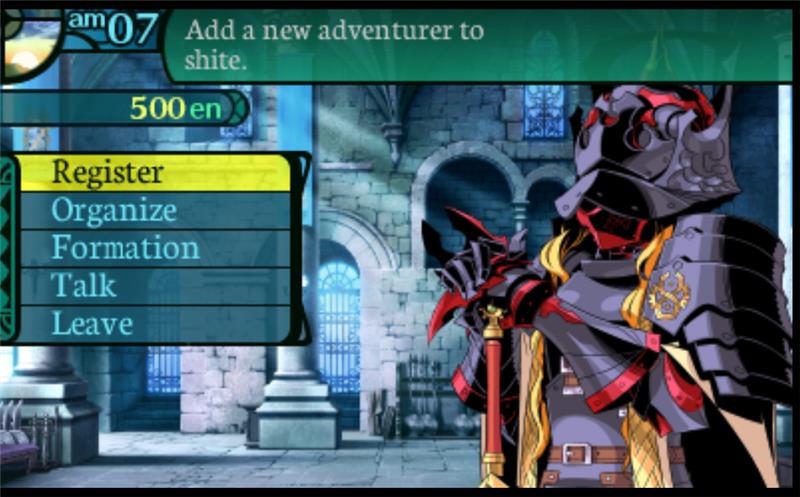 am07
Add a new adventurer to
shite.
500en
Register
Organize
Formation
Talk
Leave